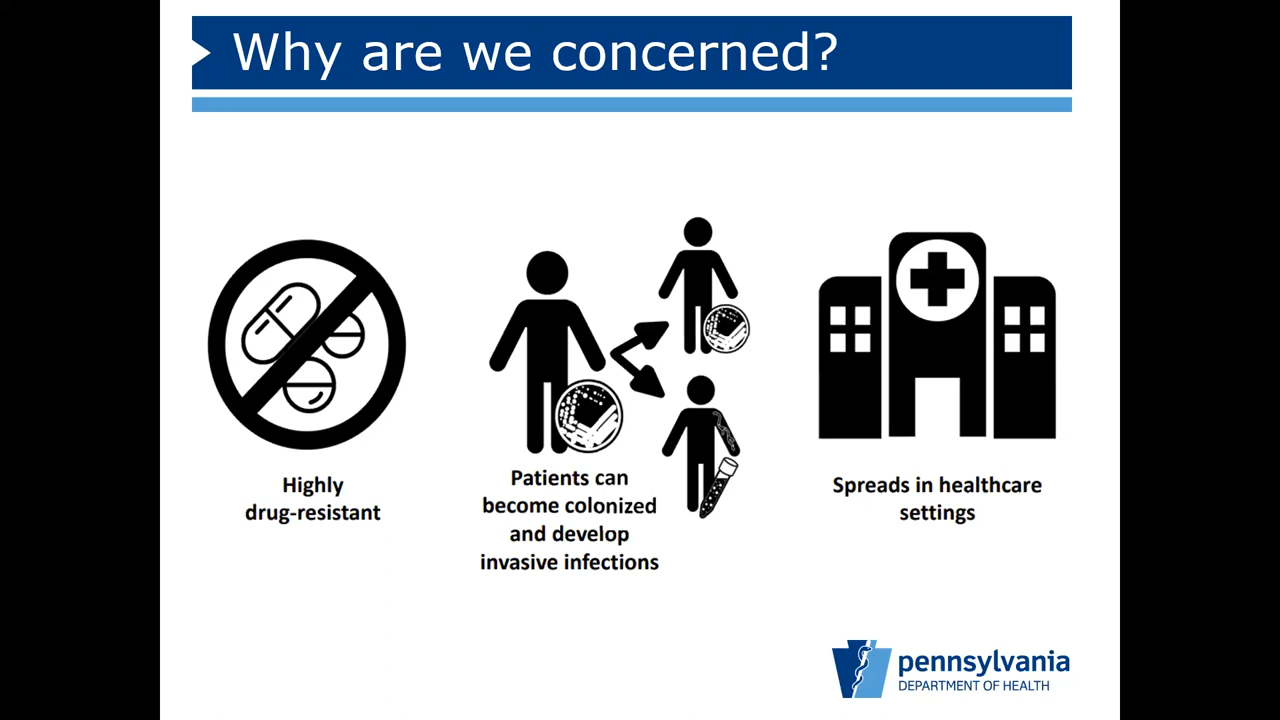 Why are we concerned?
Highly
drug-resistant
Patients can
become colonized
and develop
invasive infections
Spreads in healthcare
settings
pennsylvania
DEPARTMENT OF HEALTH